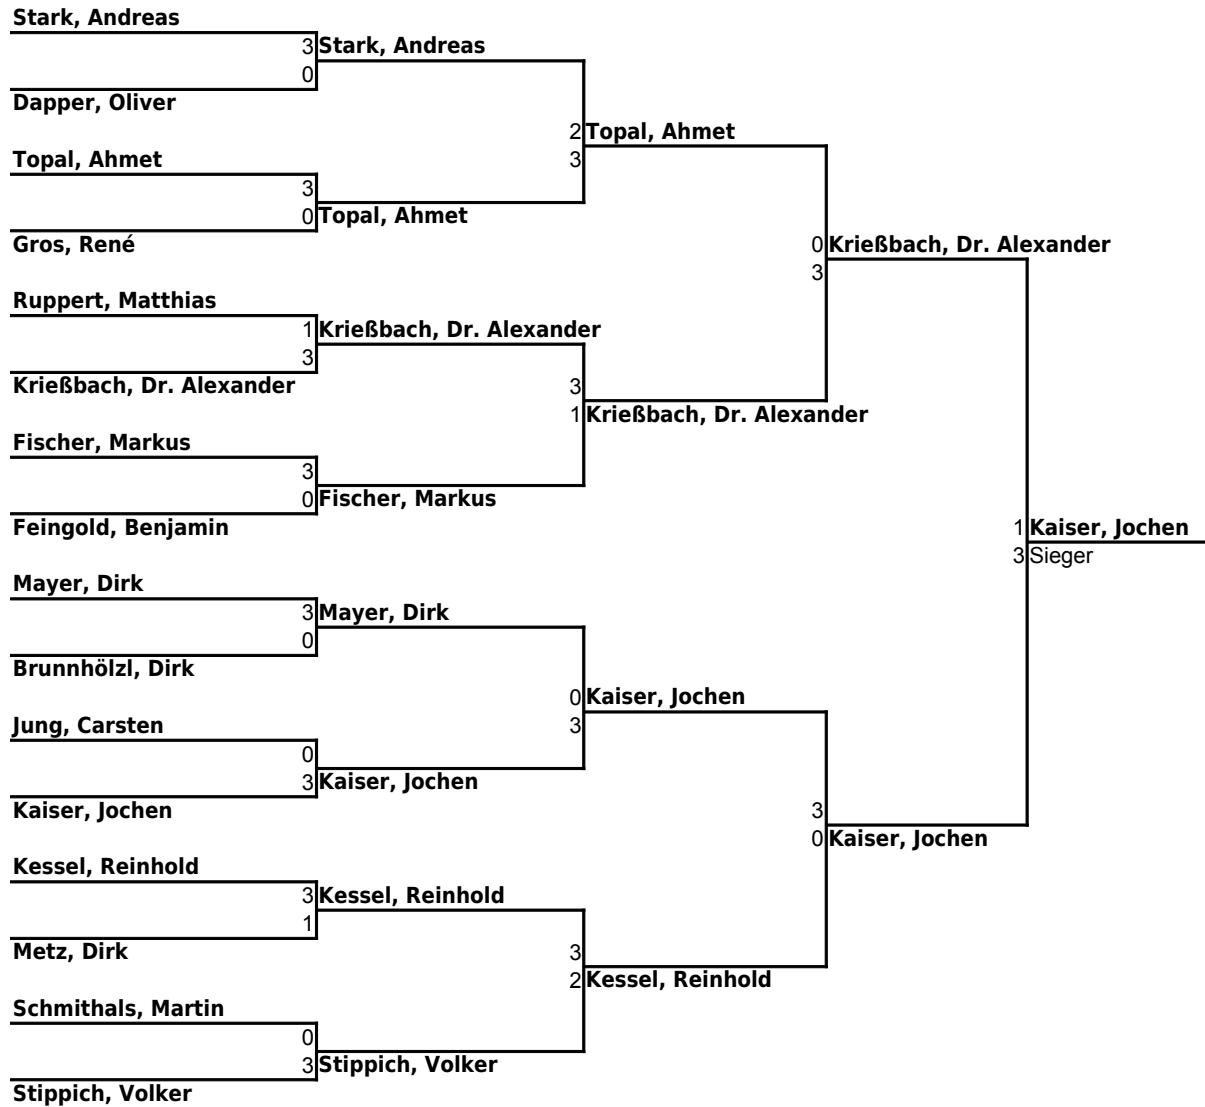 Stark, Andreas
3 Stark, Andreas
0
Dapper, Oliver
2 Topal, Ahmet
Topal, Ahmet
3
3
0 Topal, Ahmet
Gros, René
0 Krießbach, Dr. Alexander
3
Ruppert, Matthias
1 Krießbach, Dr. Alexander
3
Krießbach, Dr. Alexander
3
1 Krießbach, Dr. Alexander
Fischer, Markus
3
0 Fischer, Markus
Feingold, Benjamin
1 Kaiser, Jochen
3 Sieger
Mayer, Dirk
3 Mayer, Dirk
0
Brunnhölzl, Dirk
0 Kaiser, Jochen
Jung, Carsten
3
0
3 Kaiser, Jochen
Kaiser, Jochen
3
0 Kaiser, Jochen
Kessel, Reinhold
3 Kessel, Reinhold
1
Metz, Dirk
3
2 Kessel, Reinhold
Schmithals, Martin
0
3 Stippich, Volker
Stippich, Volker